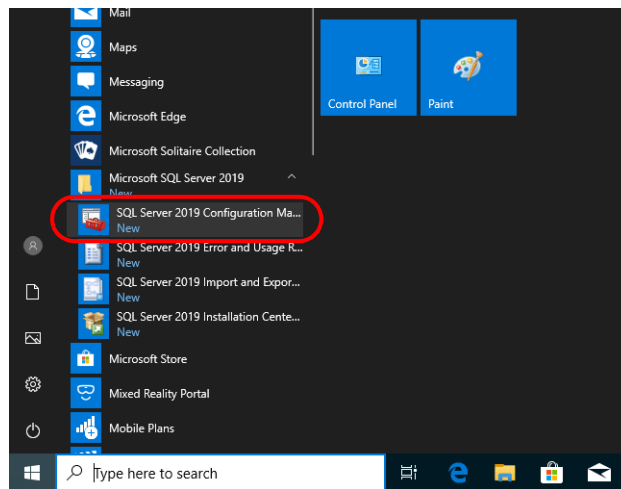 Mail
Maps
Messaging
Microsoft Edge
Microsoft Solitaire Collection
Microsoft SQL Server 2019
New
SQL Server 2019 Configuration Ma...
New
SQL Server 2019 Error and Usage R...
New
SQL Server 2019 Import and Expor...
New
SQL Server 2019 Installation Cente...
New
Microsoft Store
Mixed Reality Portal
Mobile Plans
Control Panel
Paint
Type here to search